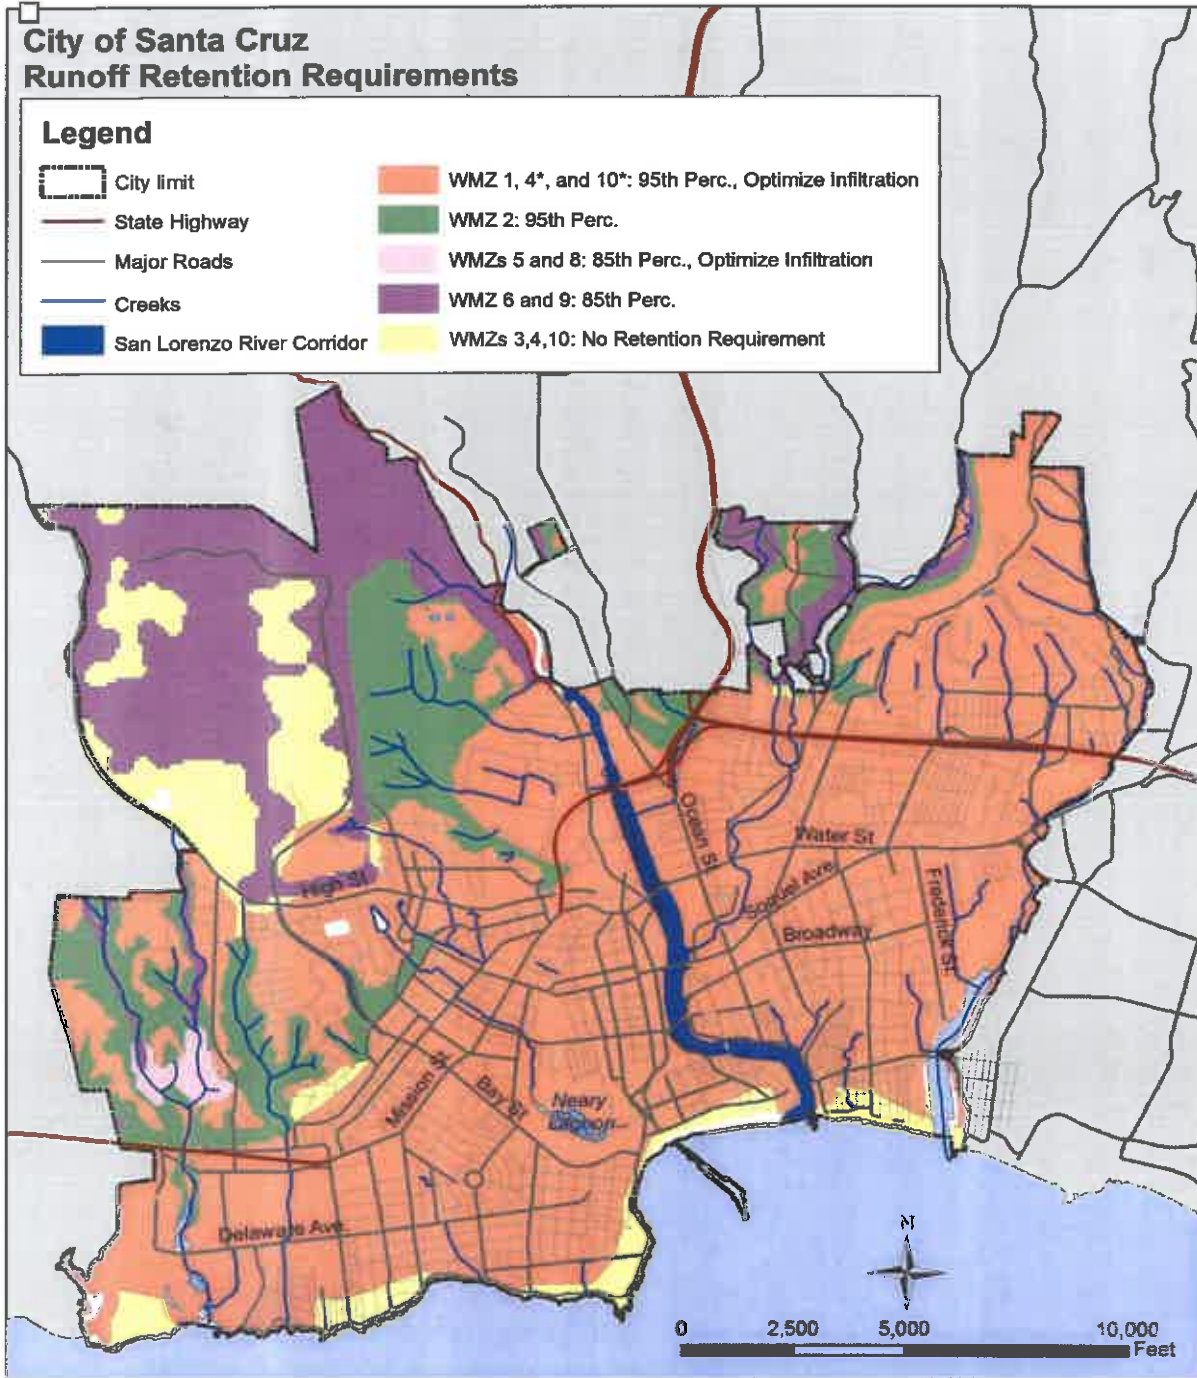 City of Santa Cruz
Runoff Retention Requirements
Legend
City limit
State Highway
Major Roads
Creeks
San Lorenzo River Corridor
WMZ 1, 4*, and 10*: 95th Perc., Optimize Infiltration
WMZ 2: 95th Perc.
WMZs 5 and 8: 85th Perc., Optimize Infiltration
WMZ 6 and 9: 85th Perc.
WMZs 3,4,10: No Retention Requirement
Ocean St
Water St
Soquel Ave
Frederick St
High St
Broadway
Mission St
Bay St
Neary
Lagoon
Delaware Ave
N
0 2,500 5,000 10,000
Feet